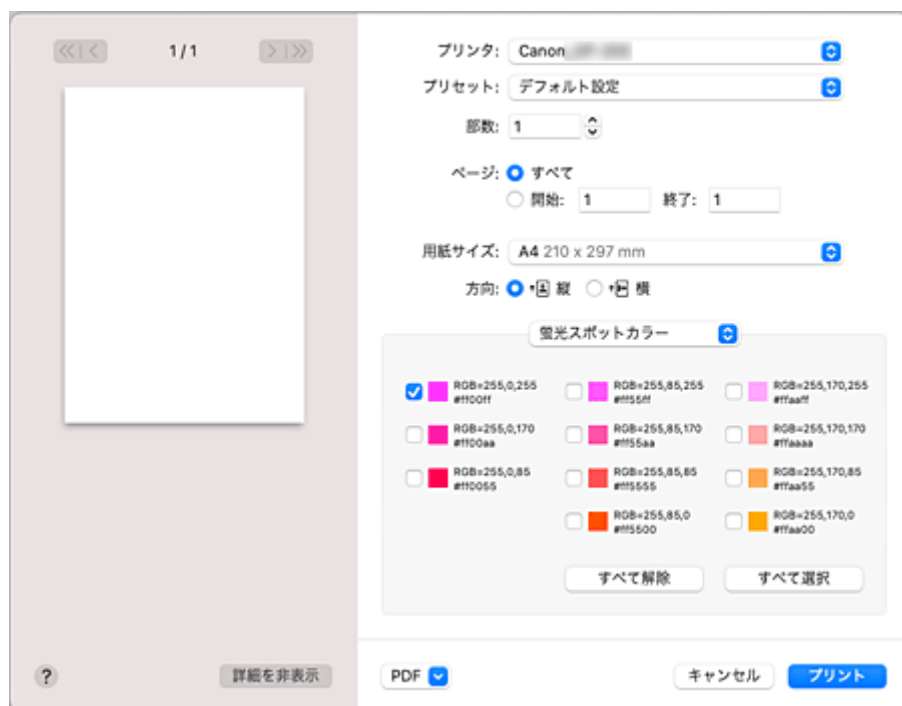 1 / 1
プリンタ: Canon
プリセット: デフォルト設定
部数: 1
ページ: すべて
開始: 1 終了: 1
用紙サイズ: A4 210 x 297 mm
方向: 縦 横
蛍光スポットカラー
RGB=255,0,255
#ff00ff
RGB=255,85,255
#ff55ff
RGB=255,170,255
#ffaaff
RGB=255,0,170
#ff00aa
RGB=255,85,170
#ff55aa
RGB=255,170,170
#ffaaaa
RGB=255,0,85
#ff0055
RGB=255,85,85
#ff5555
RGB=255,170,85
#ffaa55
RGB=255,85,0
#ff5500
RGB=255,170,0
#ffaa00
すべて解除 すべて選択
? 詳細を非表示 PDF キャンセル プリント